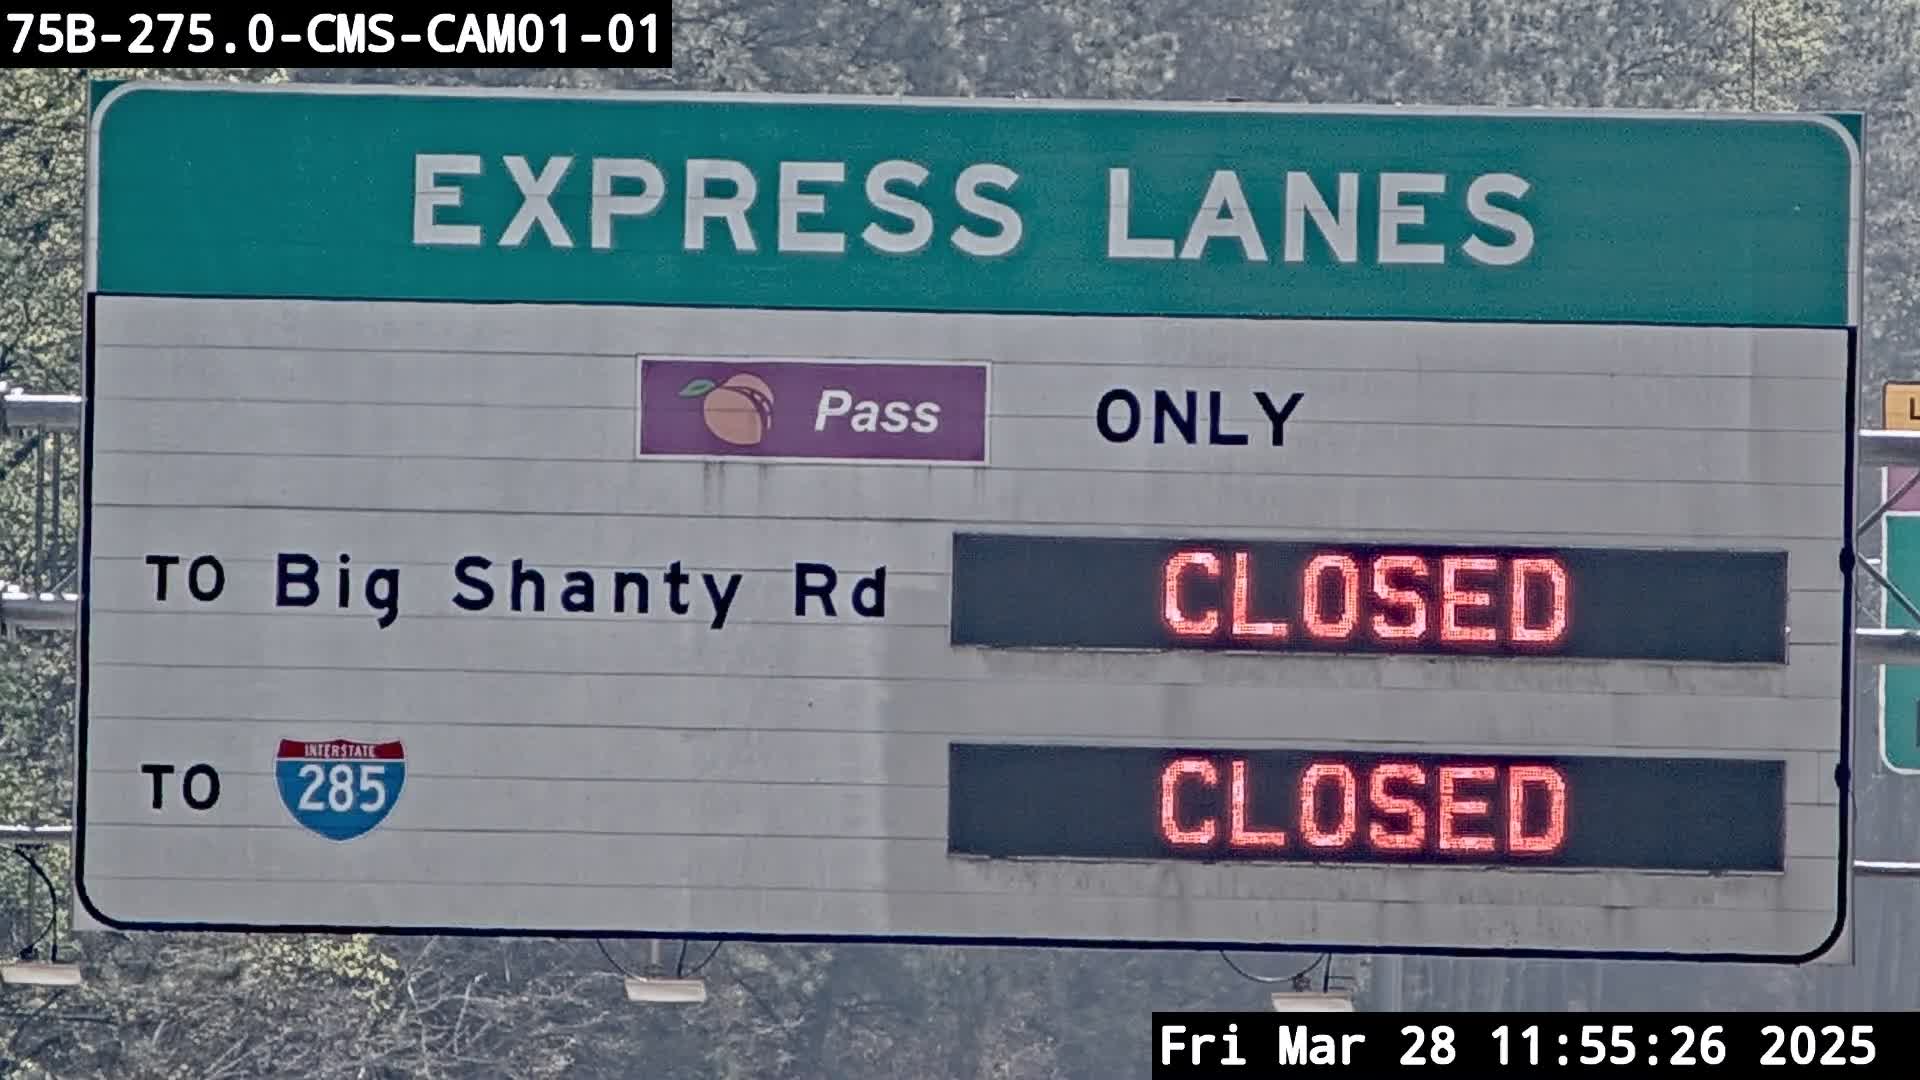 75B-275.0-CMS-CAM01-01
EXPRESS LANES
Pass ONLY
TO Big Shanty Rd CLOSED
TO INTERSTATE 285 CLOSED
Fri Mar 28 11:55:26 2025